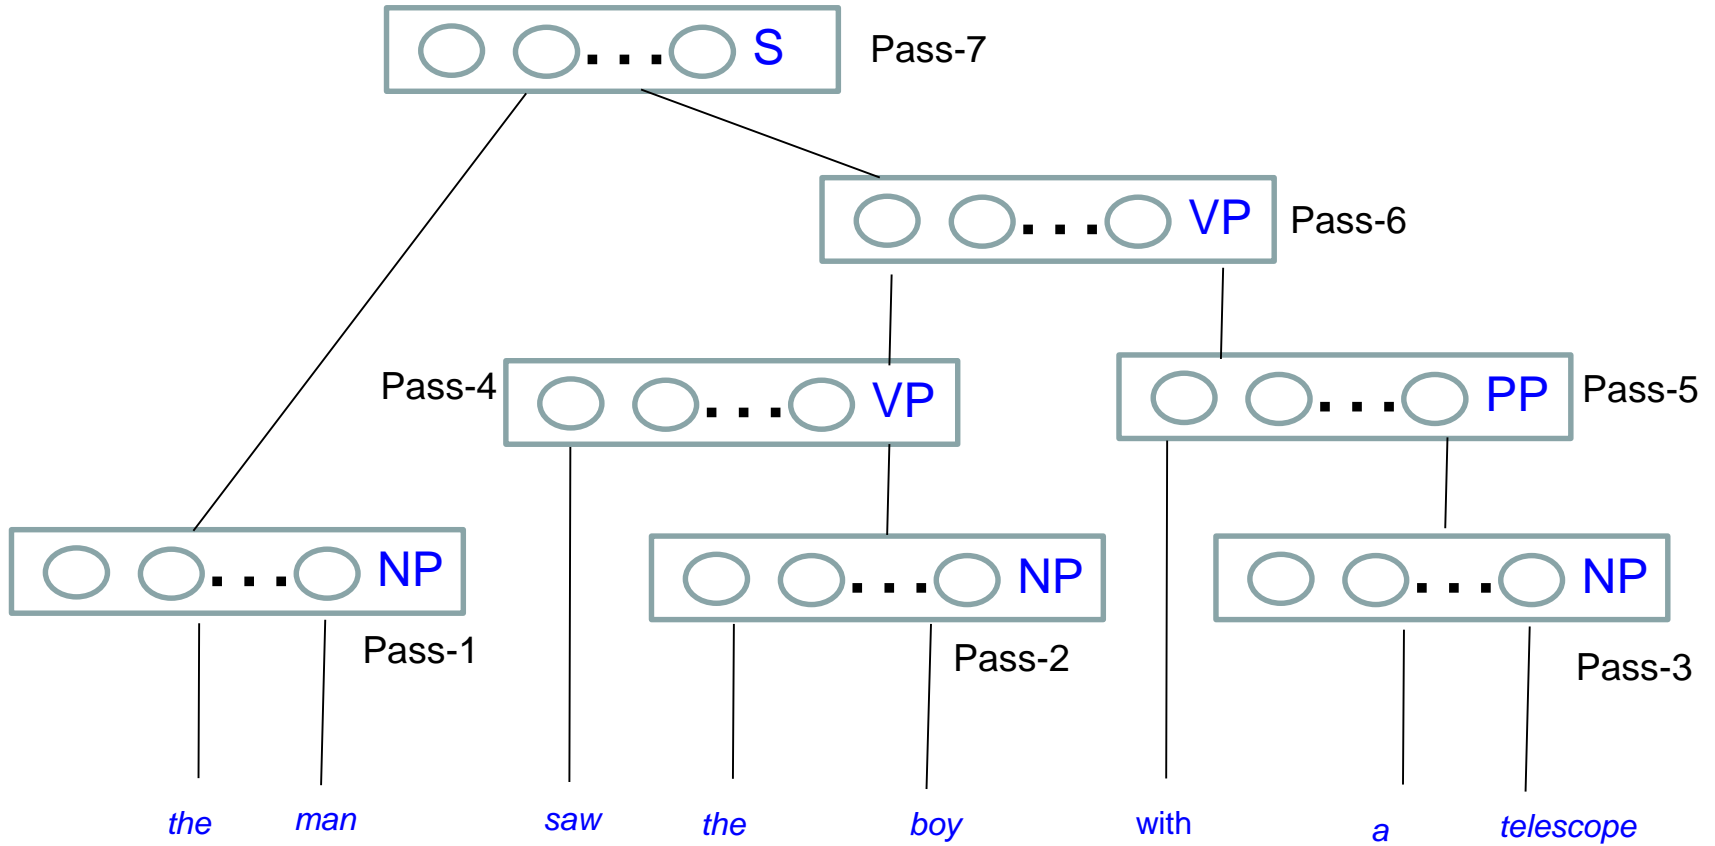 . . . S Pass-7
. . . VP Pass-6
Pass-4 . . . VP
. . . PP Pass-5
. . . NP
Pass-1
. . . NP
Pass-2
. . . NP
Pass-3
the man saw the boy with a telescope